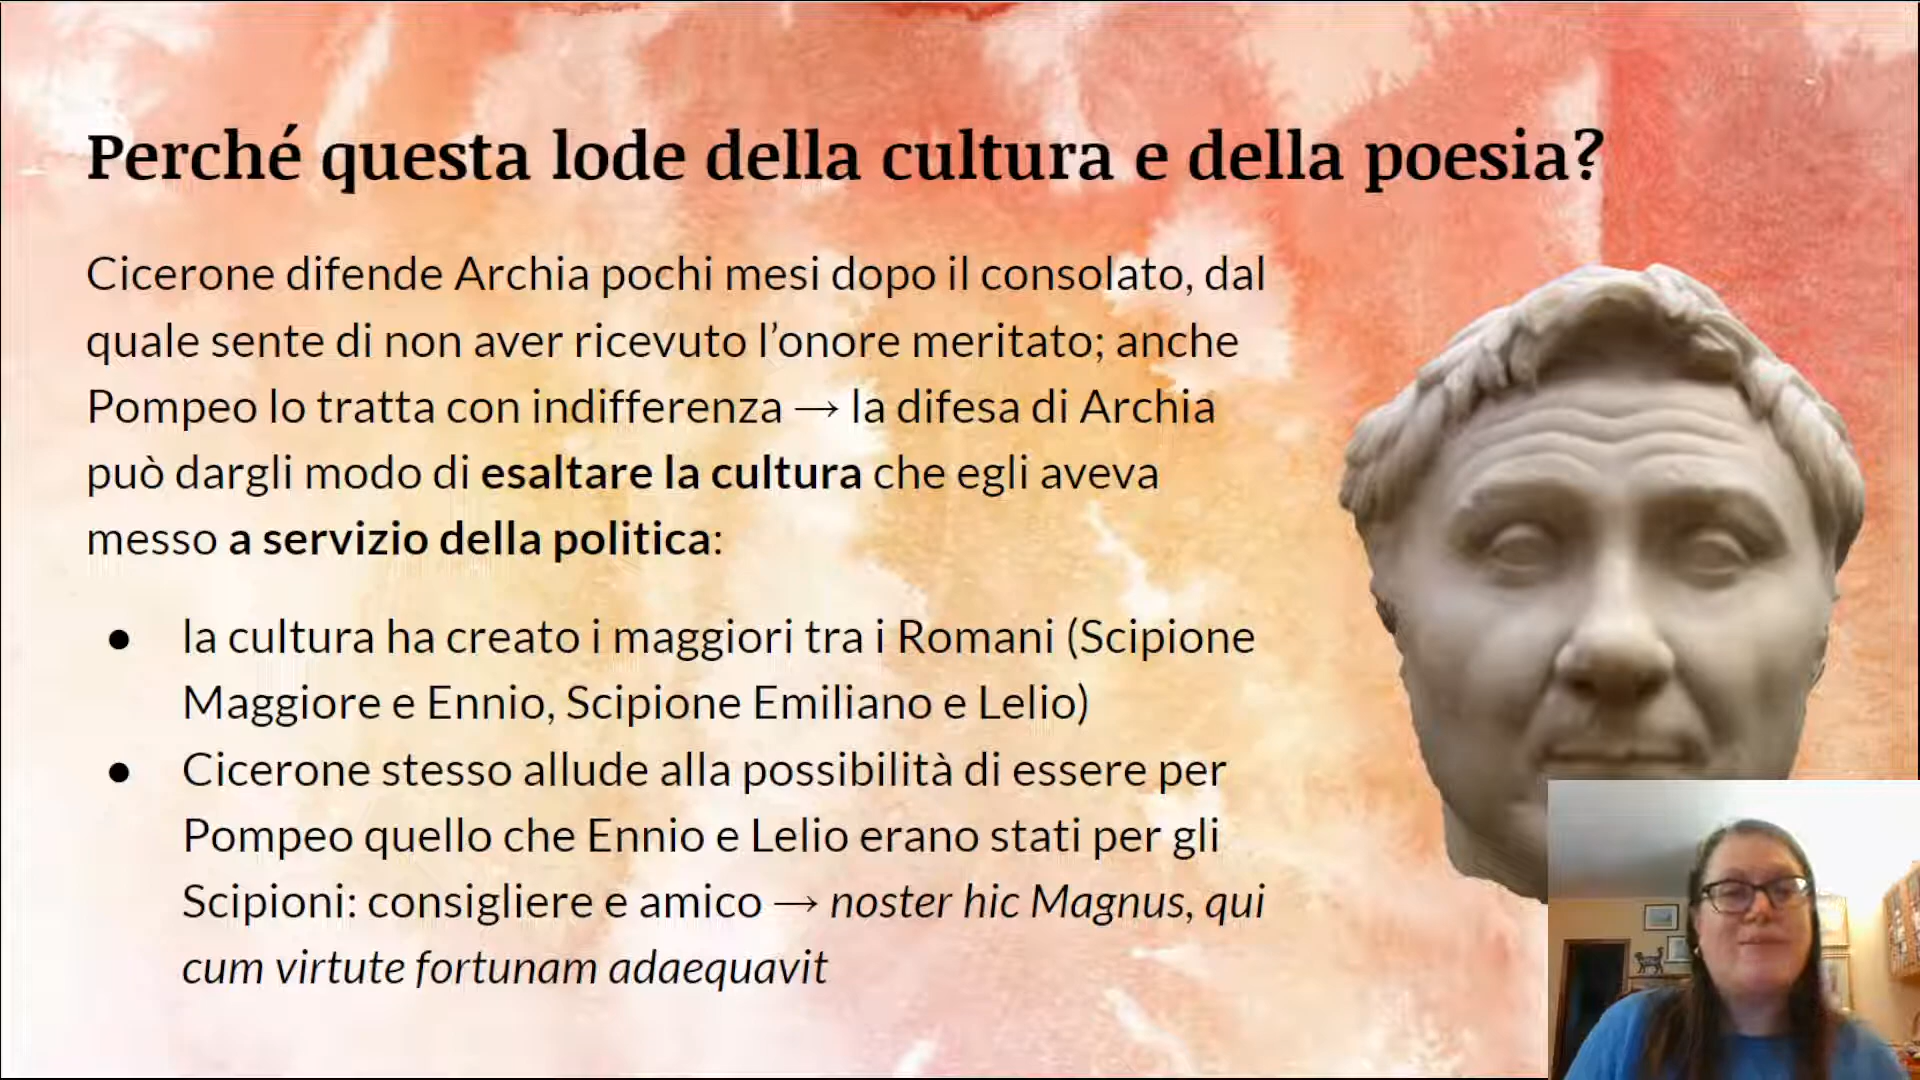 Perché questa lode della cultura e della poesia?
Cicerone difende Archia pochi mesi dopo il consolato, dal
quale sente di non aver ricevuto l’onore meritato; anche
Pompeo lo tratta con indifferenza → la difesa di Archia
può dargli modo di esaltare la cultura che egli aveva
messo a servizio della politica:
● la cultura ha creato i maggiori tra i Romani (Scipione
Maggiore e Ennio, Scipione Emiliano e Lelio)
● Cicerone stesso allude alla possibilità di essere per
Pompeo quello che Ennio e Lelio erano stati per gli
Scipioni: consigliere e amico → noster hic Magnus, qui
cum virtute fortunam adaequavit